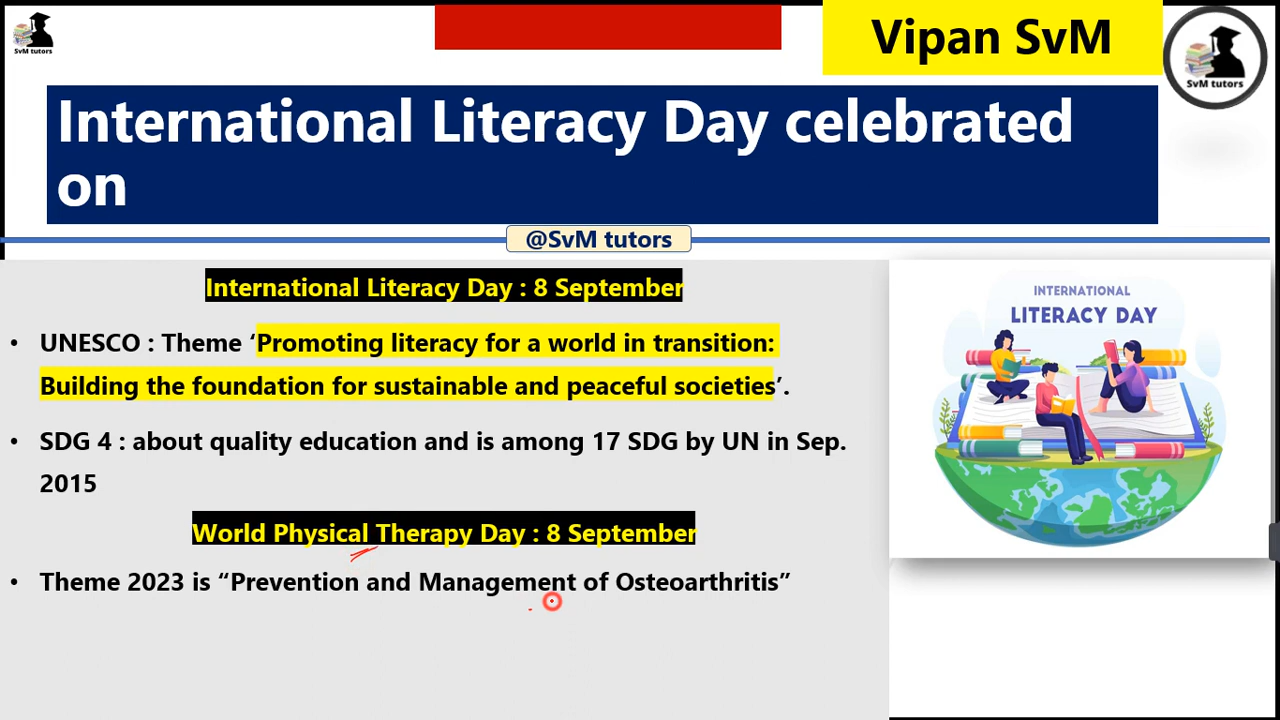 SvM tutors
Vipan SvM
SvM tutors
International Literacy Day celebrated
on
@SvM tutors
International Literacy Day : 8 September
• UNESCO : Theme ‘Promoting literacy for a world in transition:
Building the foundation for sustainable and peaceful societies’.
• SDG 4 : about quality education and is among 17 SDG by UN in Sep.
2015
World Physical Therapy Day : 8 September
• Theme 2023 is “Prevention and Management of Osteoarthritis”
INTERNATIONAL
LITERACY DAY